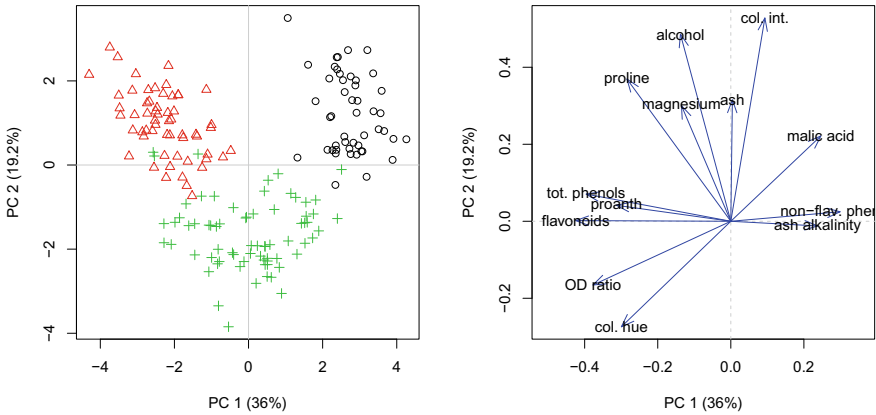 2
0
−2
−4
PC 2 (19.2%)
−4
−2
0
2
4
PC 1 (36%)
0.4
0.2
0.0
−0.2
PC 2 (19.2%)
col. int.
alcohol
proline
magnesium
ash
malic acid
tot. phenols
proanth
flavonoids
non−flav. phen
ash alkalinity
OD ratio
col. hue
−0.4
−0.2
0.0
0.2
PC 1 (36%)